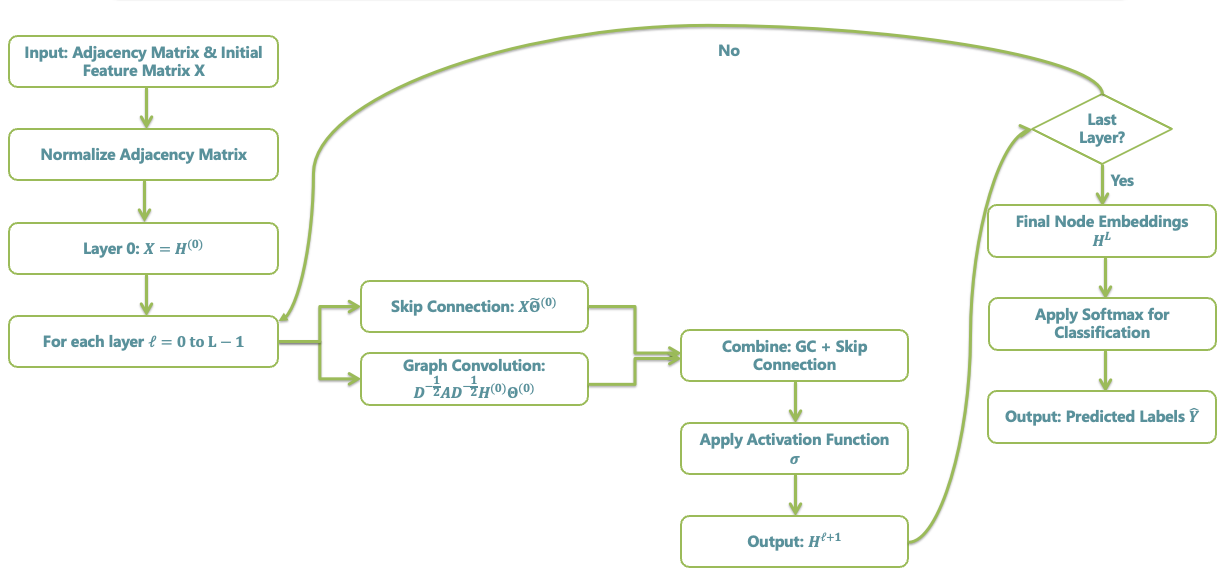 Input: Adjacency Matrix & Initial
Feature Matrix X
Normalize Adjacency Matrix
Layer 0: X = H⁽⁰⁾
For each layer ℓ = 0 to L − 1
Skip Connection: XΘ̃⁽⁰⁾
Graph Convolution:
D^{-1/2}AD^{-1/2}H⁽⁰⁾Θ⁽⁰⁾
Combine: GC + Skip
Connection
Apply Activation Function
σ
Output: H^{ℓ+1}
No
Last
Layer?
Yes
Final Node Embeddings
H^L
Apply Softmax for
Classification
Output: Predicted Labels Ŷ